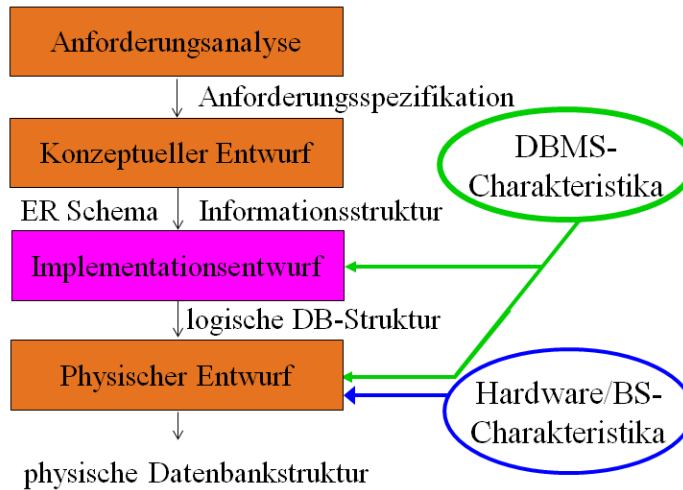 Anforderungsanalyse
Anforderungsspezifikation
Konzeptueller Entwurf
DBMS-
Charakteristika
ER Schema
Informationsstruktur
Implementationsentwurf
logische DB-Struktur
Physischer Entwurf
Hardware/BS-
Charakteristika
physische Datenbankstruktur